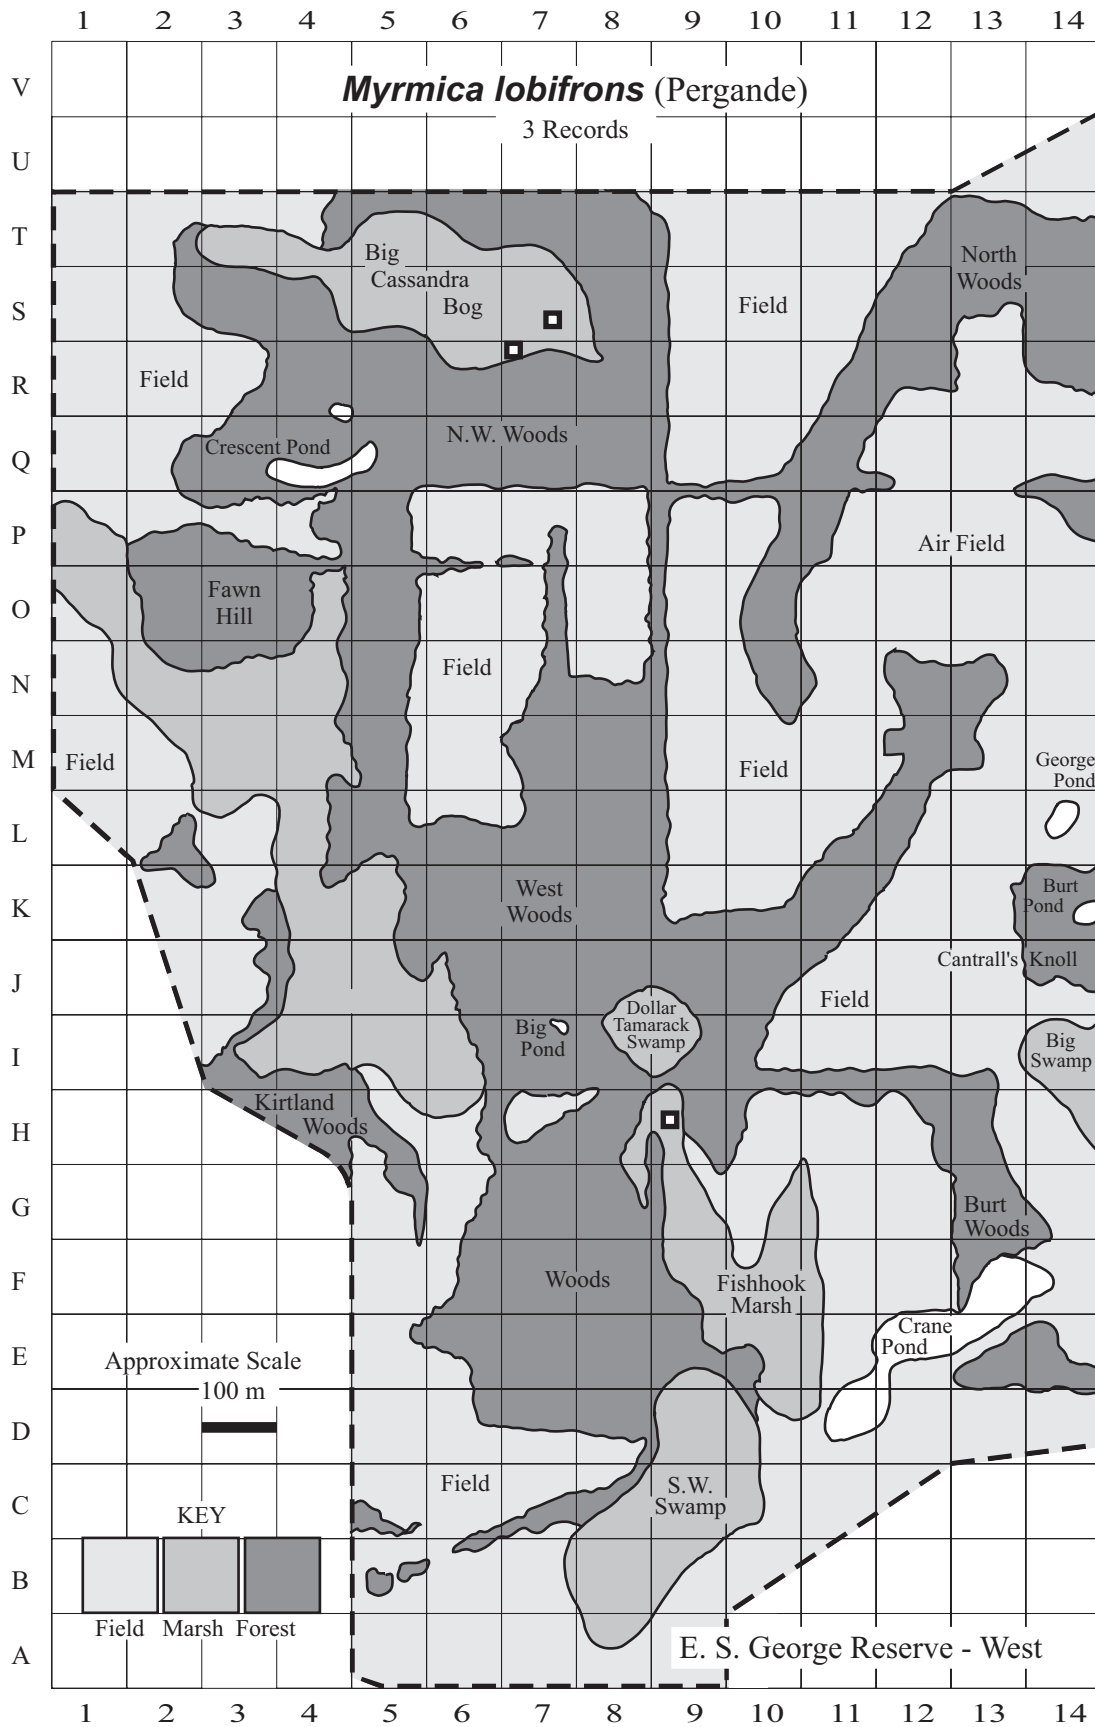 1 2 3 4 5 6 7 8 9 10 11 12 13 14
V
Myrmica lobifrons (Pergande)
3 Records
U
T
Big
Cassandra
Bog
North
Woods
S
Field
R
Field
N.W. Woods
Q
Crescent Pond
P
Air Field
O
Fawn
Hill
N
Field
M
Field
Field
George
Pond
L
K
West
Woods
Burt
Pond
J
Cantrall's Knoll
Field
Dollar
Tamarack
Swamp
I
Big
Pond
Big
Swamp
H
Kirtland
Woods
G
Burt
Woods
F
Woods
Fishhook
Marsh
E
Crane
Pond
Approximate Scale
100 m
D
C
Field
S.W.
Swamp
KEY
B
Field Marsh Forest
A
E. S. George Reserve - West
1 2 3 4 5 6 7 8 9 10 11 12 13 14